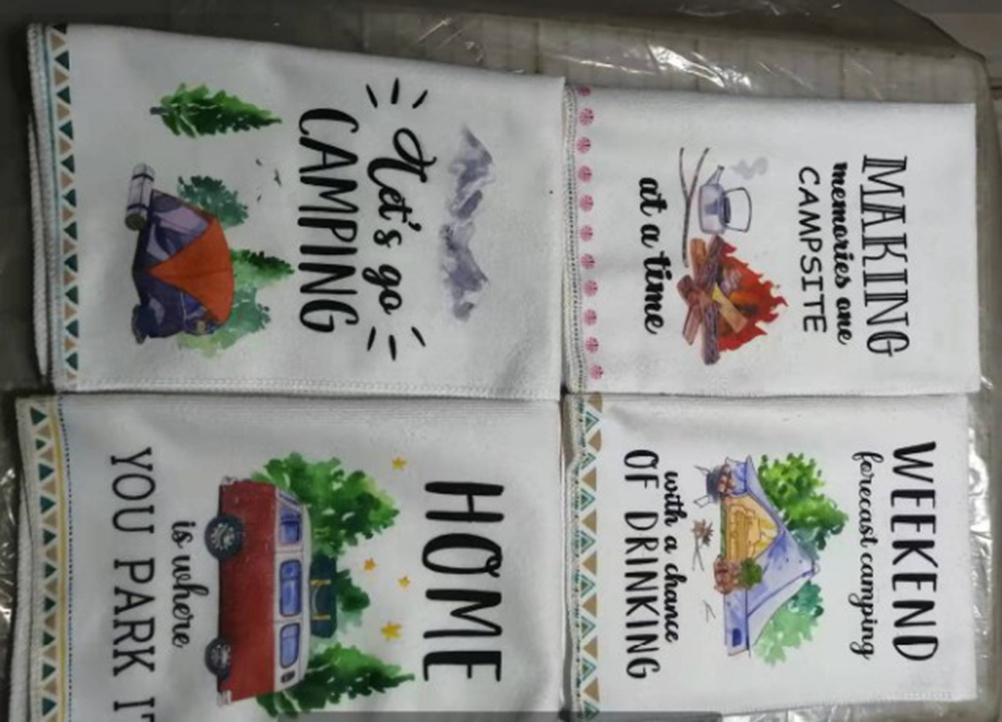 MAKING
memories one
CAMPSITE
at a time
WEEKEND
forecast camping
with a chance
OF DRINKING
Let's go
CAMPING
HOME
is where
YOU PARK IT